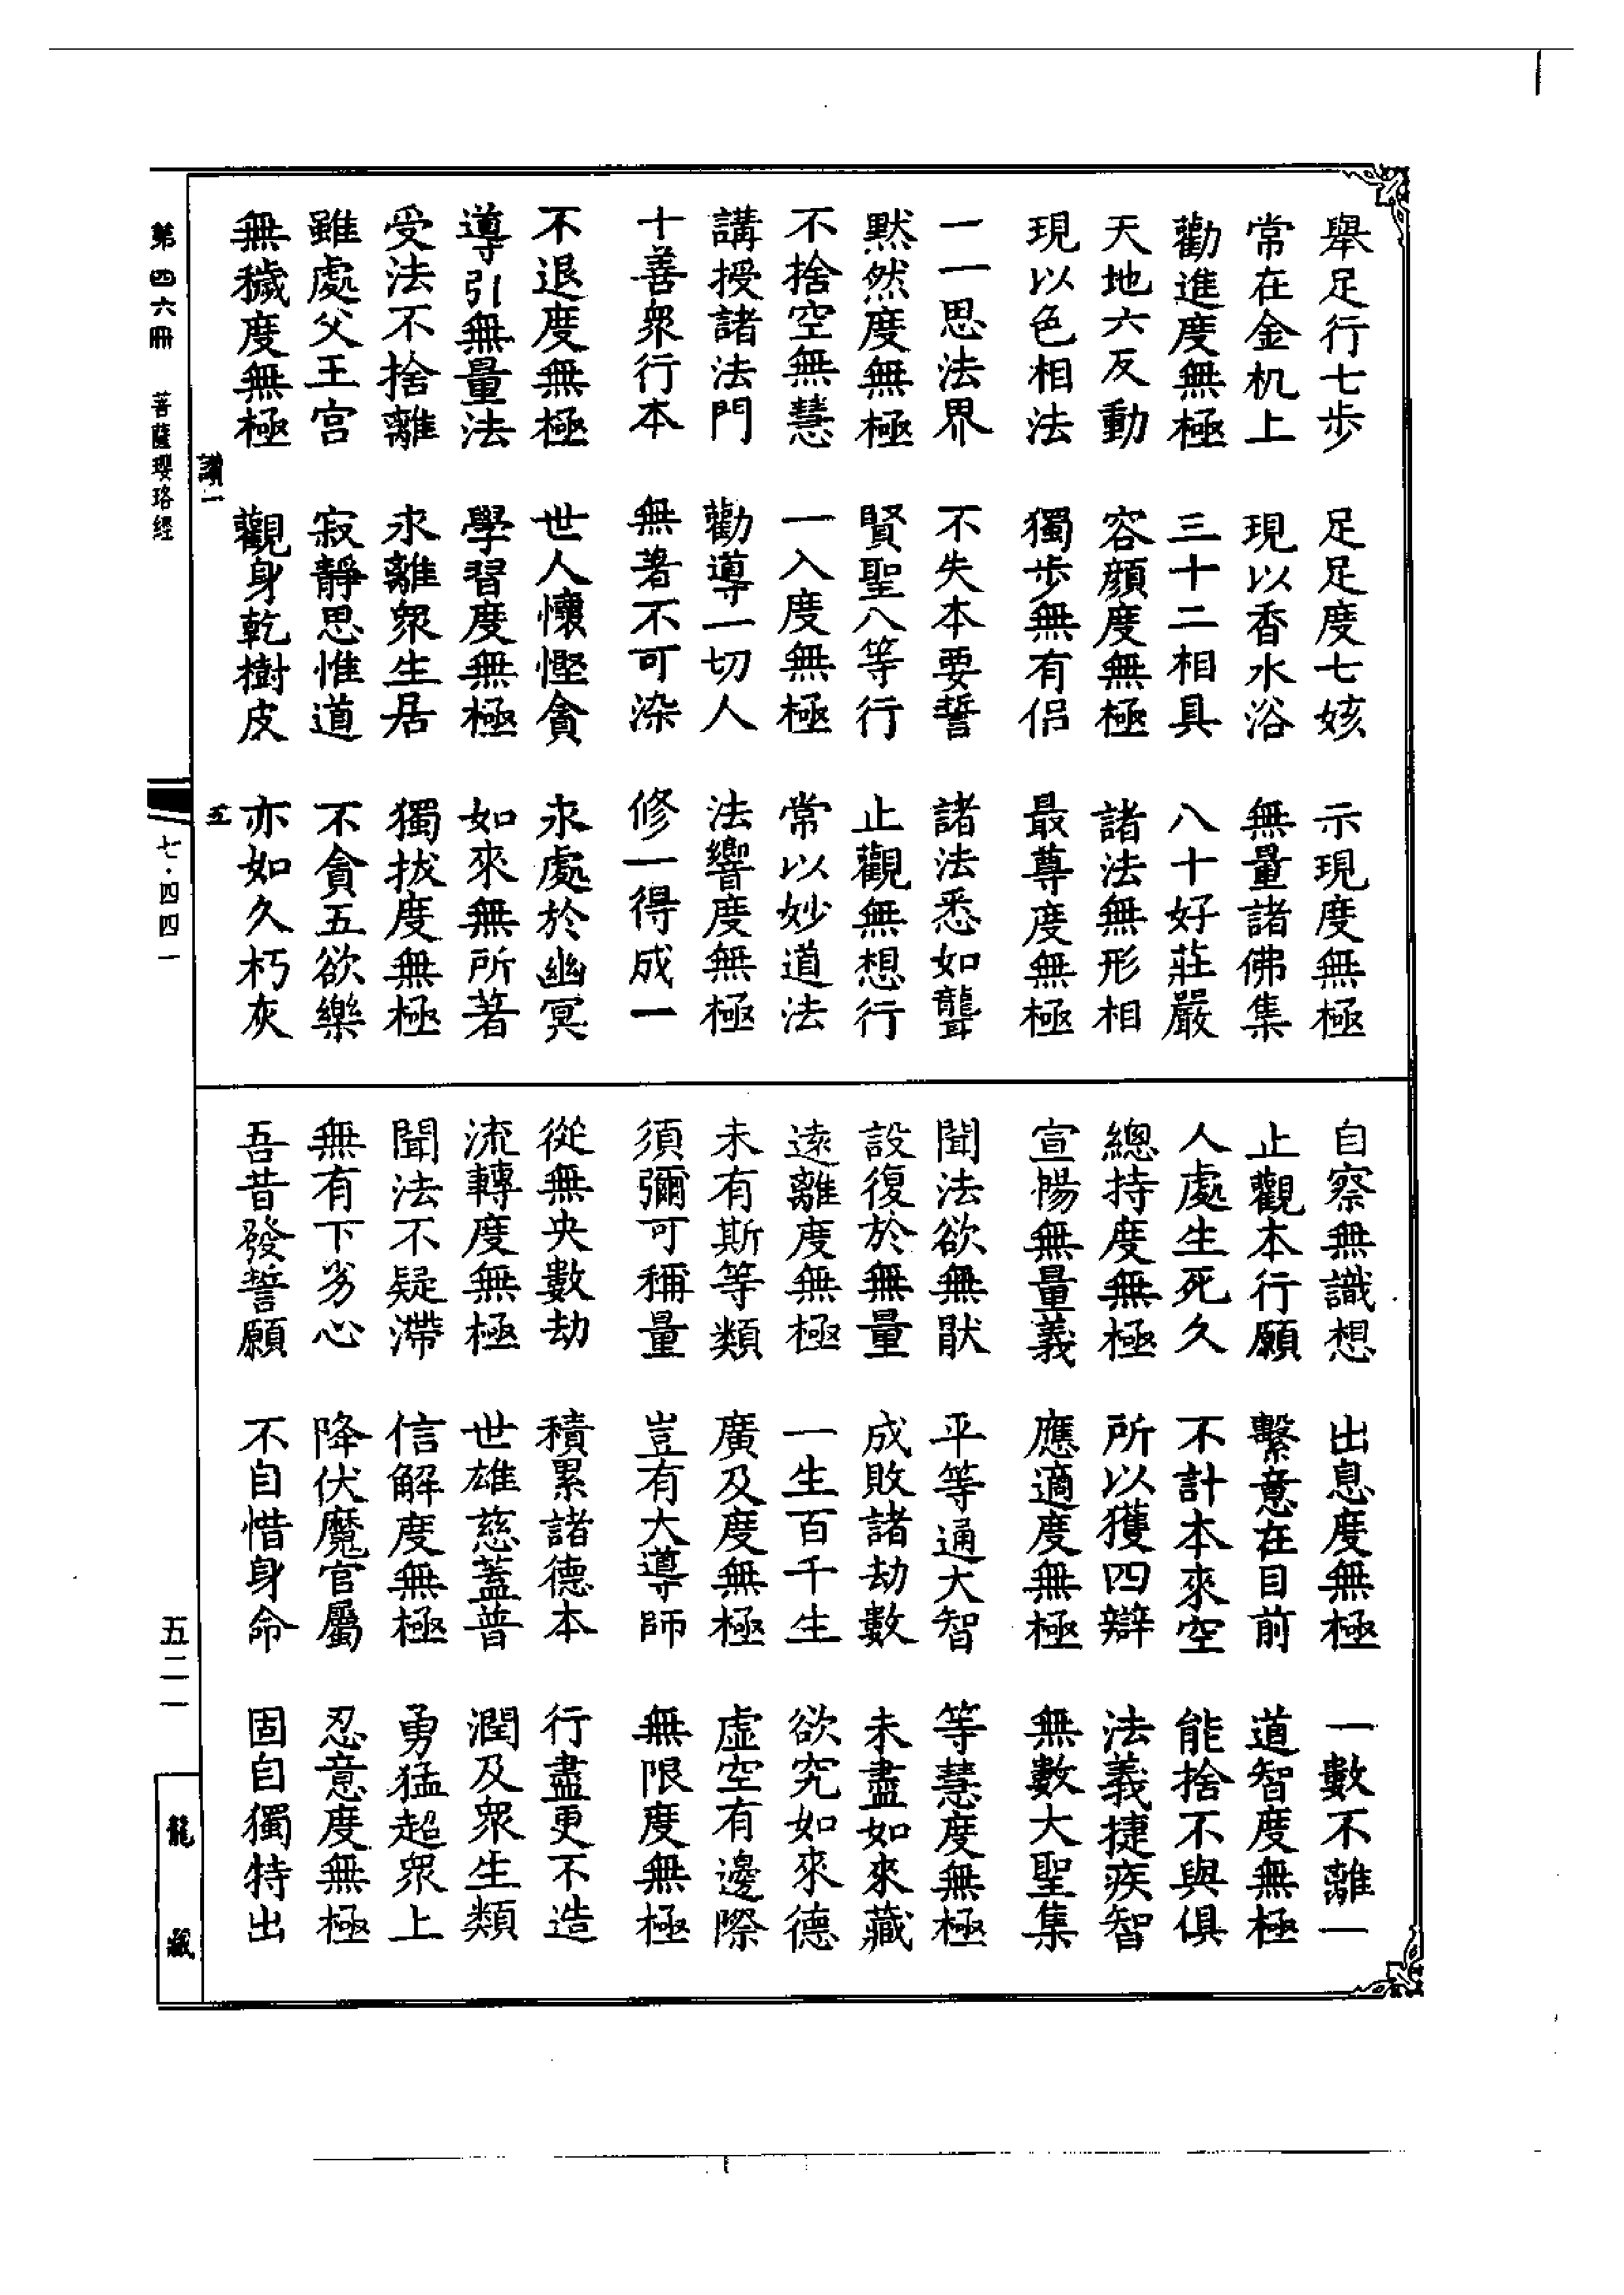 舉足行七步　足足度七姟　示現度無極
常在金机上　現以香水浴　無量諸佛集
勸進度無極　三十二相具　八十好莊嚴
天地六反動　容顏度無極　諸法無形相
現以色相法　獨步無有侶　最尊度無極
一一思法界　不失本要誓　諸法悉如聾
默然度無極　賢聖八等行　止觀無想行
不捨空無慧　一入度無極　常以妙道法
講授諸法門　勸導一切人　法響度無極
十善衆行本　無著不可染　修一得成一
不退度無極　世人懷慳貪　永處於幽冥
導引無量法　學習度無極　如來無所著
受法不捨離　永離衆生居　獨拔度無極
雖處父王宮　寂靜思惟道　不貪五欲樂
無穢度無極　觀身乾樹皮　亦如久朽灰
自察無識想　出息度無極　一數不離一
止觀本行願　繫意在目前　道智度無極
人處生死久　不計本來空　能捨不與俱
總持度無極　所以獲四辯　法義捷疾智
宣暢無量義　應適度無極　無數大聖集
聞法欲無猒　平等通大智　等慧度無極
設復於無量　成敗諸劫數　未盡如來藏
遠離度無極　一生百千生　欲究如來德
未有斯等類　廣及度無極　虛空有邊際
須彌可稱量　豈有大導師　無限度無極
從無央數劫　積累諸德本　行盡更不造
流轉度無極　世雄慈蓋普　潤及衆生類
聞法不疑滯　信解度無極　勇猛超衆上
無有下劣心　降伏魔官屬　忍意度無極
吾昔發誓願　不自惜身命　固自獨特出
讚一　五
第四六冊　菩薩瓔珞經　七·四四一　五二一　龍藏